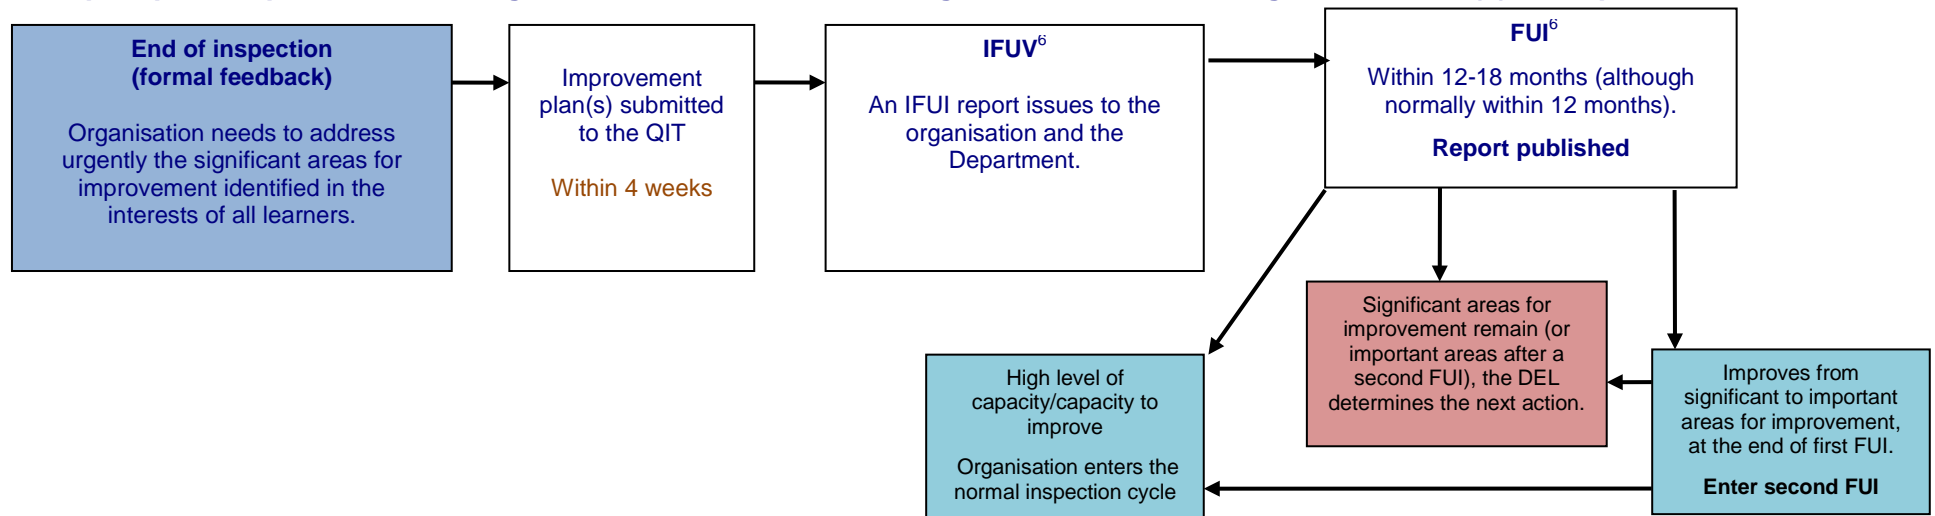 End of inspection
(formal feedback)
Organisation needs to address
urgently the significant areas for
improvement identified in the
interests of all learners.
Improvement
plan(s) submitted
to the QIT
Within 4 weeks
IFUV⁶
An IFUI report issues to the
organisation and the
Department.
FUI⁶
Within 12-18 months (although
normally within 12 months).
Report published
High level of
capacity/capacity to
improve
Organisation enters the
normal inspection cycle
Significant areas for
improvement remain (or
important areas after a
second FUI), the DEL
determines the next action.
Improves from
significant to important
areas for improvement,
at the end of first FUI.
Enter second FUI